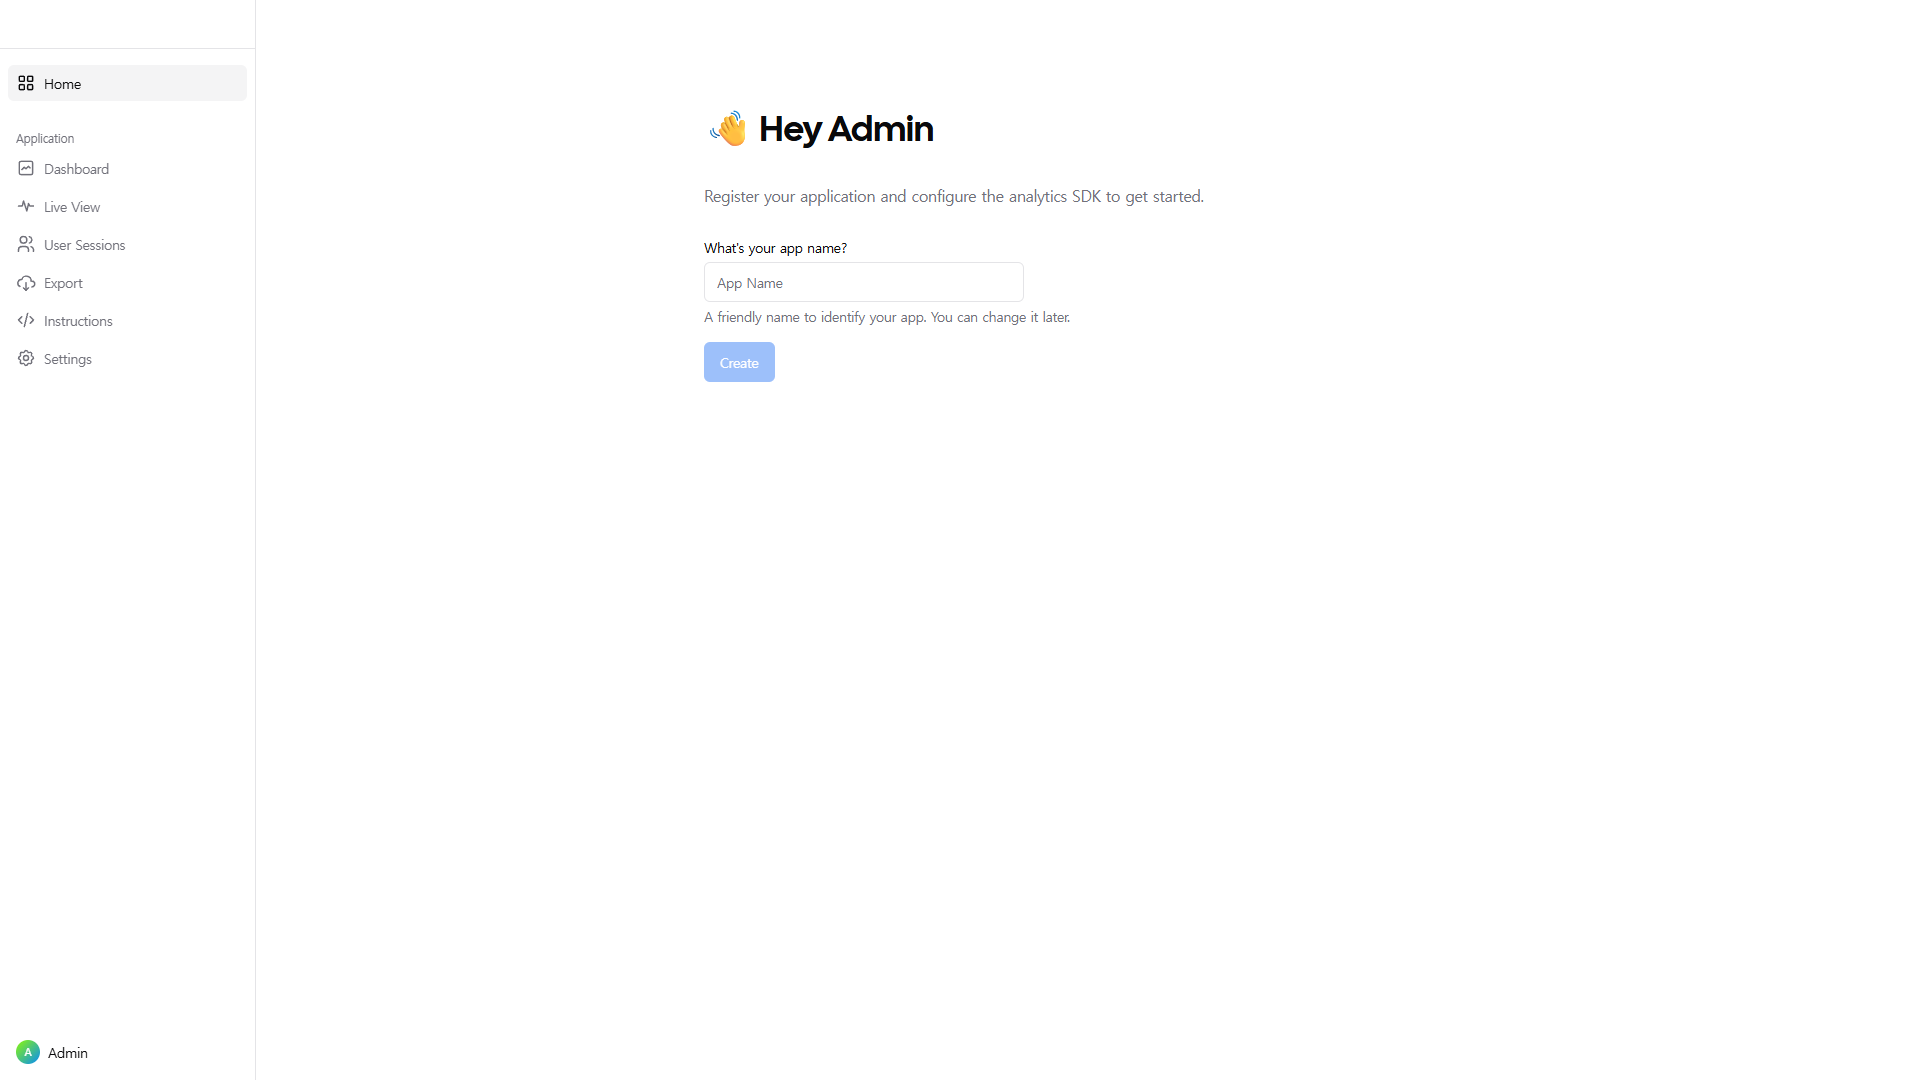 Home
Application
Dashboard
Live View
User Sessions
Export
Instructions
Settings
👋 Hey Admin
Register your application and configure the analytics SDK to get started.
What's your app name?
App Name
A friendly name to identify your app. You can change it later.
Create
A Admin